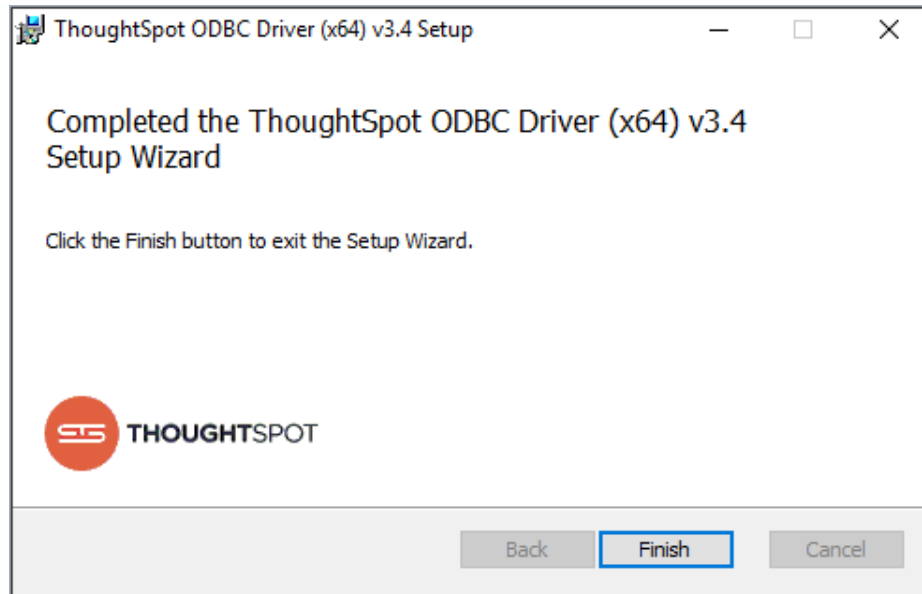 ThoughtSpot ODBC Driver (x64) v3.4 Setup
Completed the ThoughtSpot ODBC Driver (x64) v3.4
Setup Wizard
Click the Finish button to exit the Setup Wizard.
THOUGHTSPOT
Back Finish Cancel